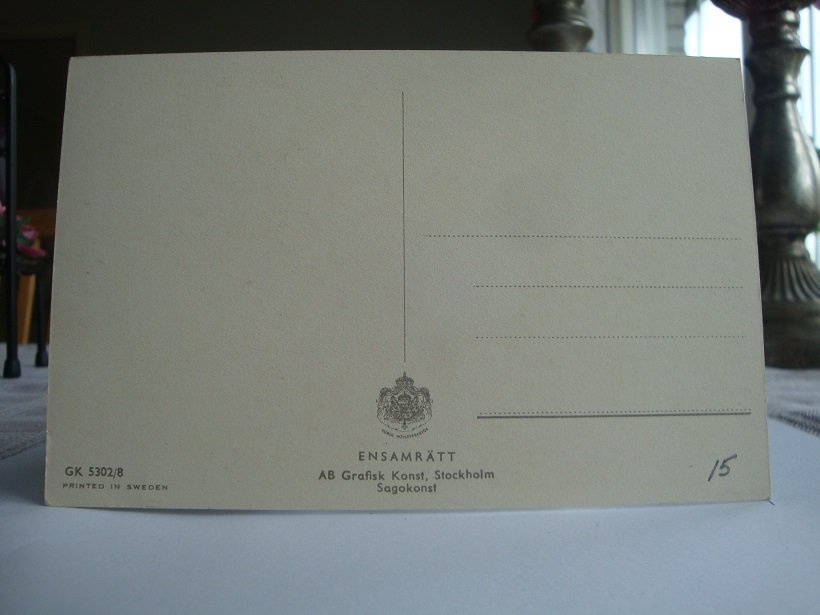 ENSAMRÄTT
AB Grafisk Konst, Stockholm
Sagokonst
GK 5302/8
PRINTED IN SWEDEN
15